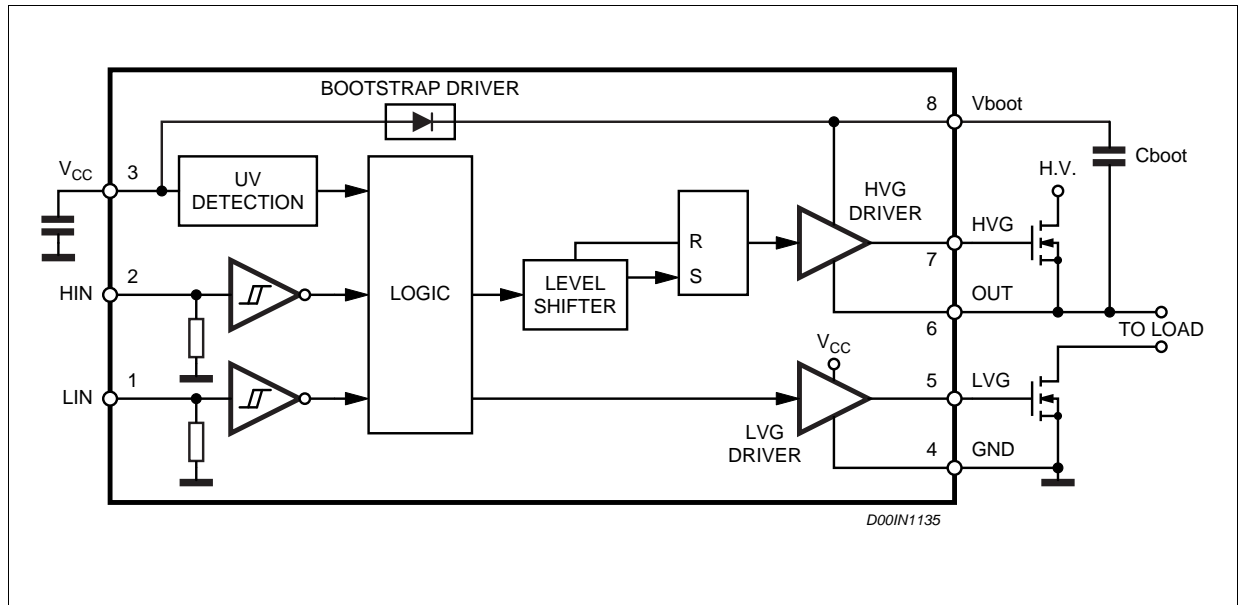 BOOTSTRAP DRIVER
8
Vboot
VCC
3
UV
DETECTION
HVG
DRIVER
H.V.
Cboot
HVG
7
R
S
HIN
2
LOGIC
LEVEL
SHIFTER
OUT
6
TO LOAD
VCC
LIN
1
5
LVG
LVG
DRIVER
4
GND
D00IN1135